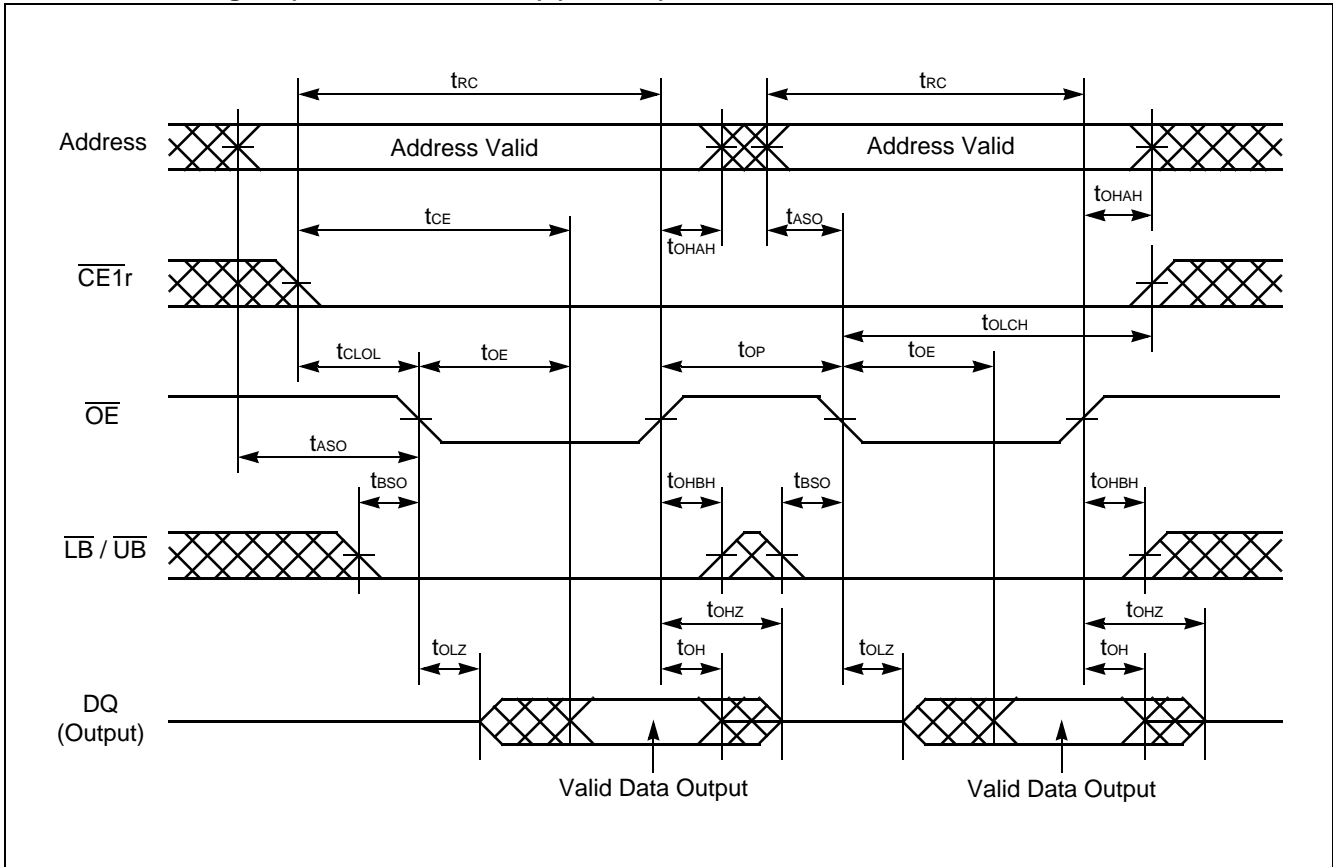 tRC tRC
Address Address Valid Address Valid
tCE tOHAH tASO tOHAH
CE1r
tOLCH
tCLOL tOE tOP tOE
OE
tASO
tBSO tOHBH tBSO tOHBH
LB / UB
tOHZ tOHZ
tOLZ tOH tOLZ tOH
DQ
(Output)
Valid Data Output Valid Data Output